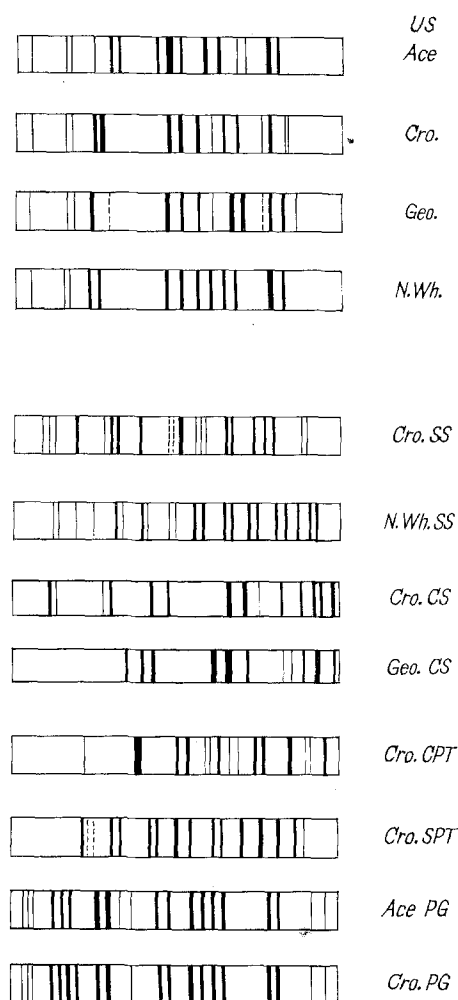 US
Ace
Cro.
Geo.
N.Wh.
Cro. SS
N.Wh. SS
Cro. CS
Geo. CS
Cro. CPT
Cro. SPT
Ace PG
Cro. PG